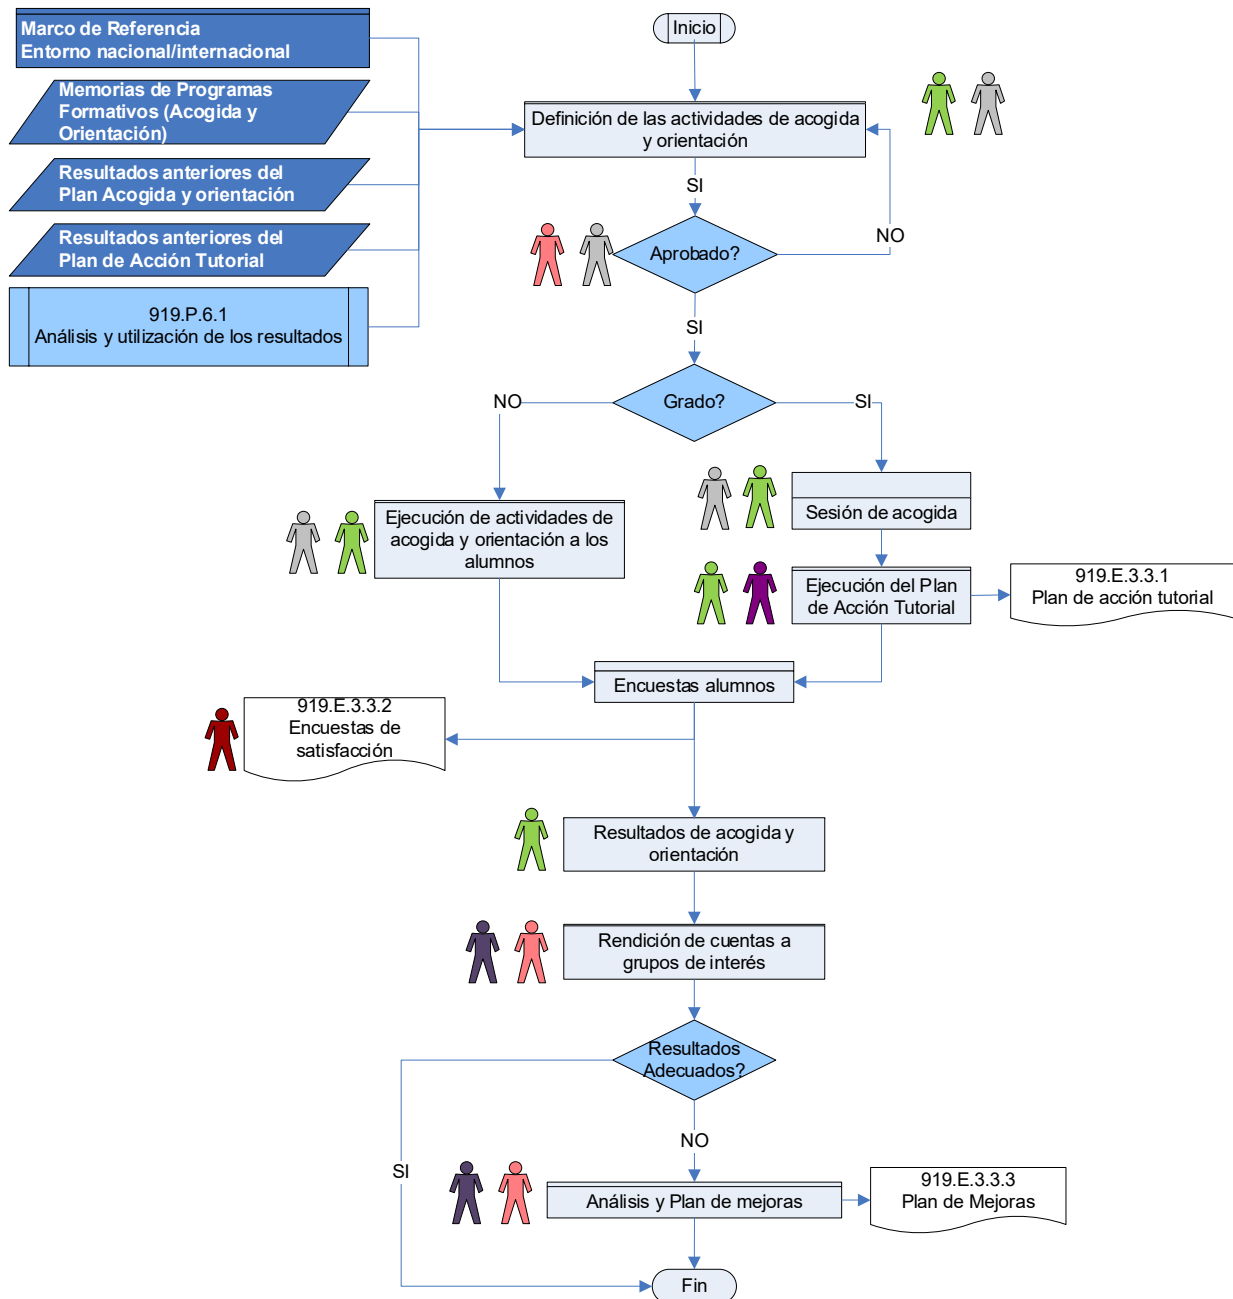 Marco de Referencia
Entorno nacional/internacional
Memorias de Programas
Formativos (Acogida y
Orientación)
Resultados anteriores del
Plan Acogida y orientación
Resultados anteriores del
Plan de Acción Tutorial
919.P.6.1
Análisis y utilización de los resultados
Inicio
Definición de las actividades de acogida
y orientación
SI
Aprobado?
NO
SI
Grado?
NO
SI
Ejecución de actividades de
acogida y orientación a los
alumnos
Sesión de acogida
Ejecución del Plan
de Acción Tutorial
919.E.3.3.1
Plan de acción tutorial
Encuestas alumnos
919.E.3.3.2
Encuestas de
satisfacción
Resultados de acogida y
orientación
Rendición de cuentas a
grupos de interés
Resultados
Adecuados?
NO
SI
Análisis y Plan de mejoras
919.E.3.3.3
Plan de Mejoras
Fin